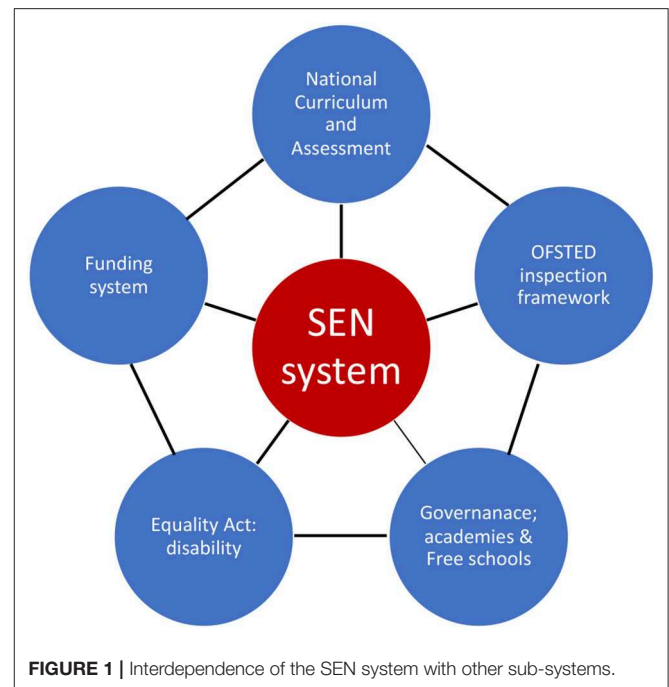 National
Curriculum
and
Assessment
OFSTED
inspection
framework
Funding
system
SEN
system
Equality Act:
disability
Governanace;
academies &
Free schools
FIGURE 1 | Interdependence of the SEN system with other sub-systems.